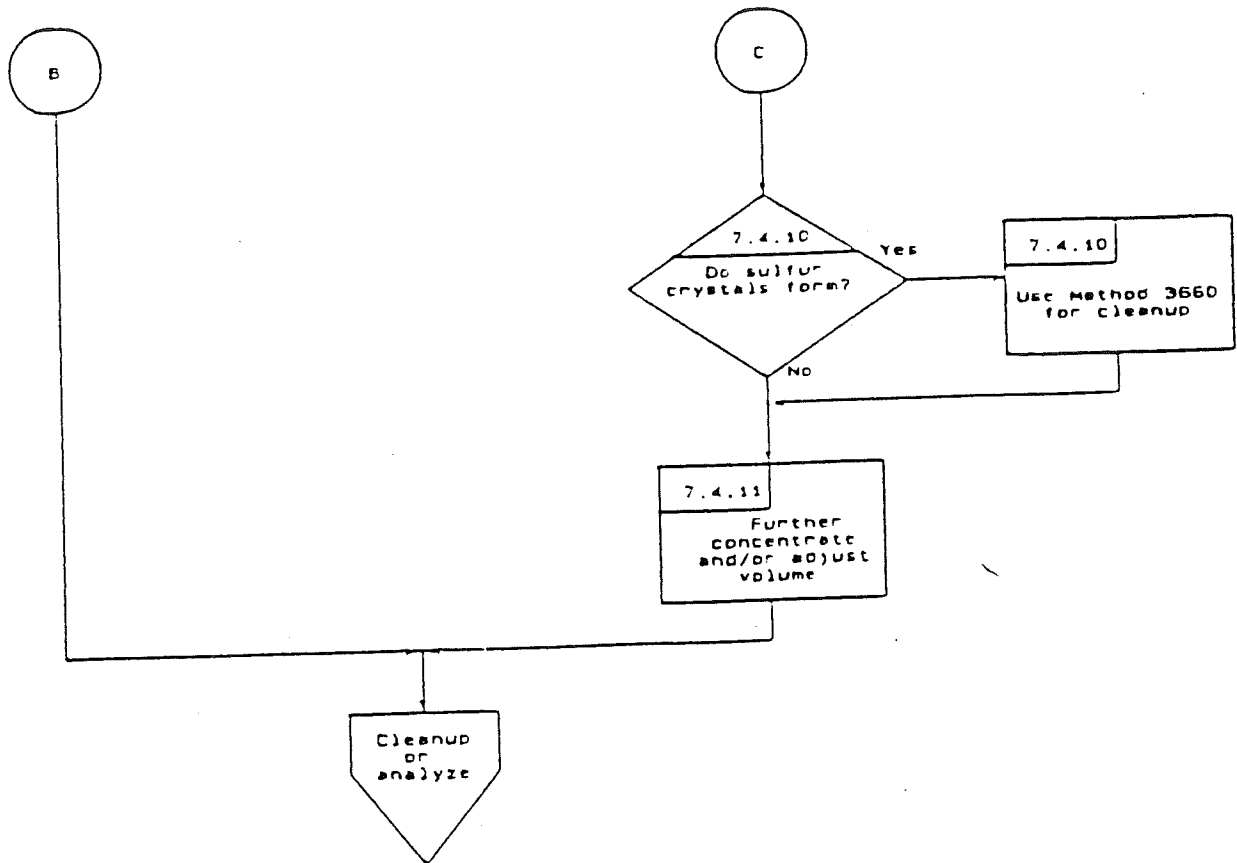 B
C
7.4.10
Do sulfur
crystals form?
Yes
7.4.10
Use Method 3660
for cleanup
No
7.4.11
Further
concentrate
and/or adjust
volume
Cleanup
or
analyze